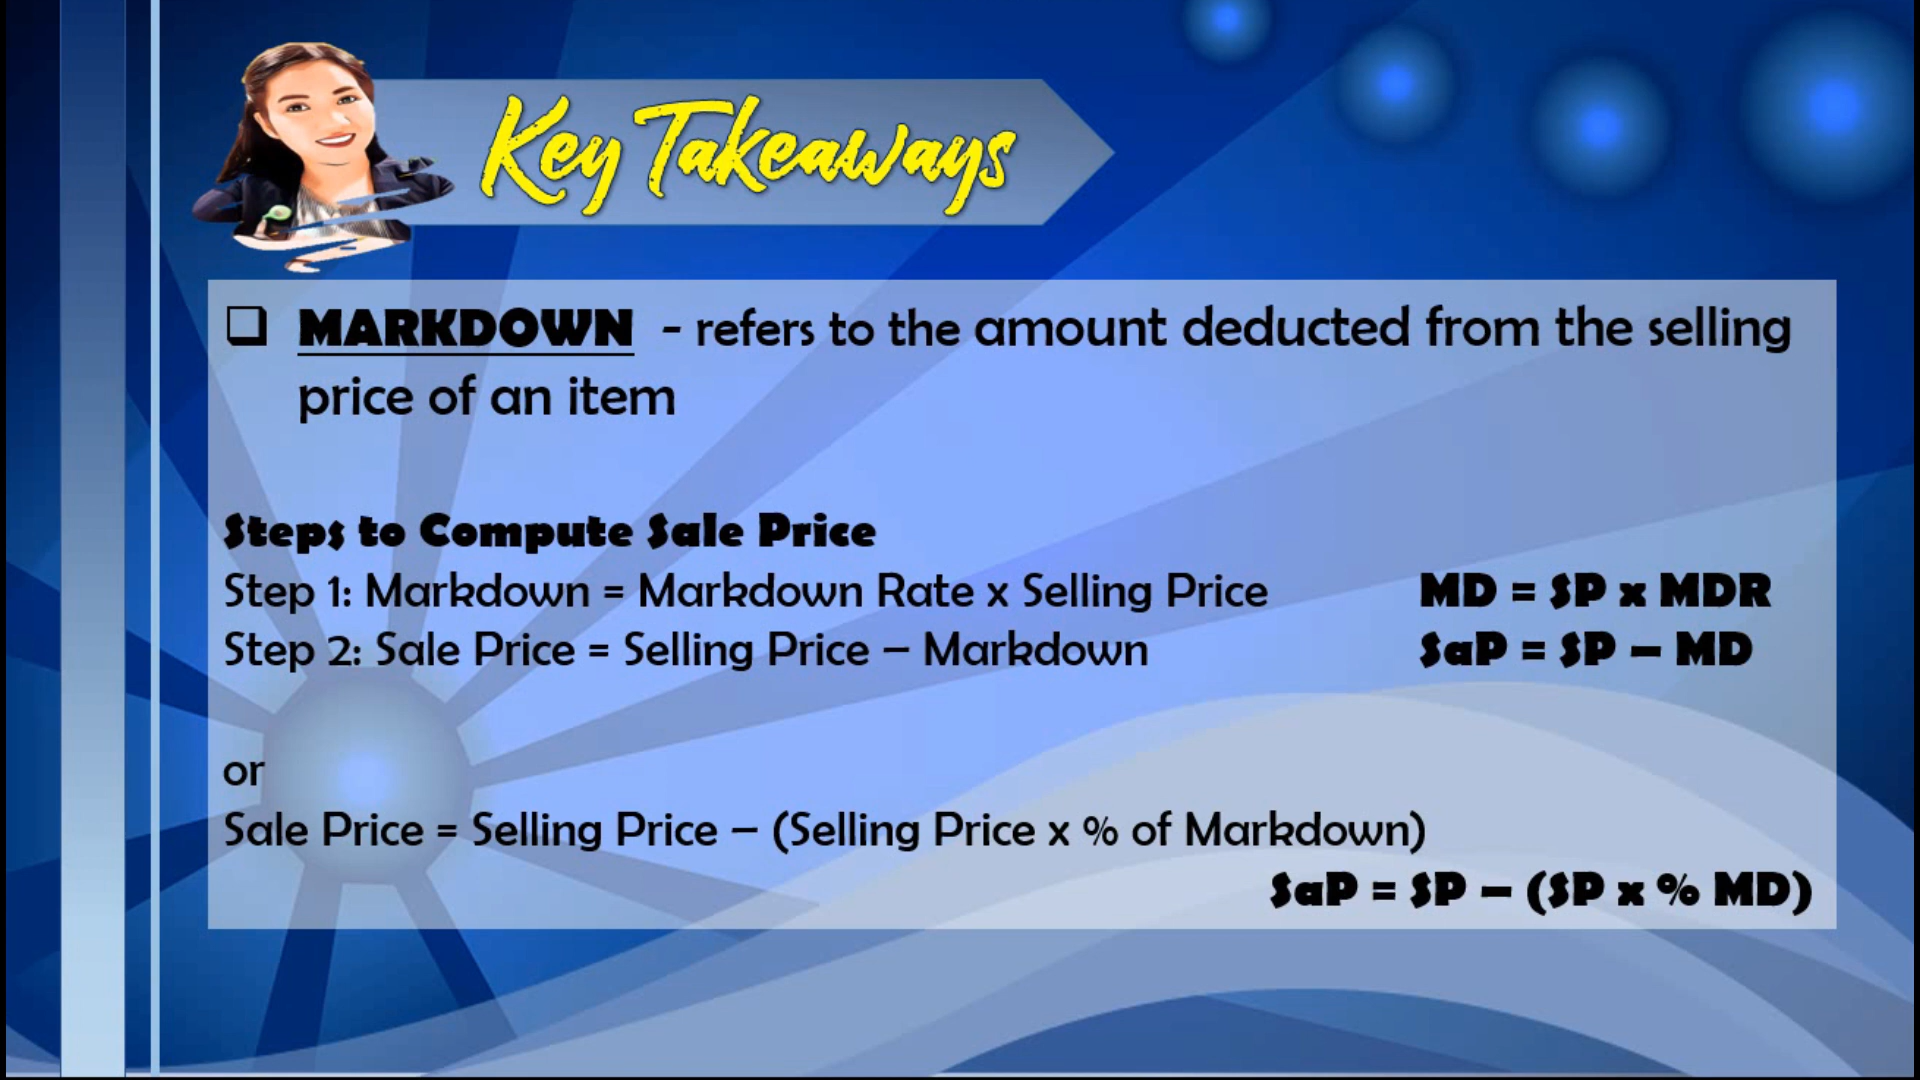 Key Takeaways
❑ MARKDOWN - refers to the amount deducted from the selling
price of an item
Steps to Compute Sale Price
Step 1: Markdown = Markdown Rate x Selling Price MD = SP x MDR
Step 2: Sale Price = Selling Price – Markdown SaP = SP – MD
or
Sale Price = Selling Price – (Selling Price x % of Markdown)
SaP = SP – (SP x % MD)